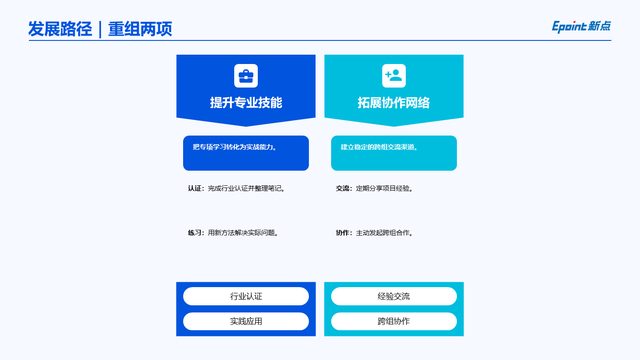 发展路径｜重组两项
Epoint新点
提升专业技能
把专项学习转化为实战能力。
认证：完成行业认证并整理笔记。
练习：用新方法解决实际问题。
行业认证
实践应用
拓展协作网络
建立稳定的跨组交流渠道。
交流：定期分享项目经验。
协作：主动发起跨组合作。
经验交流
跨组协作